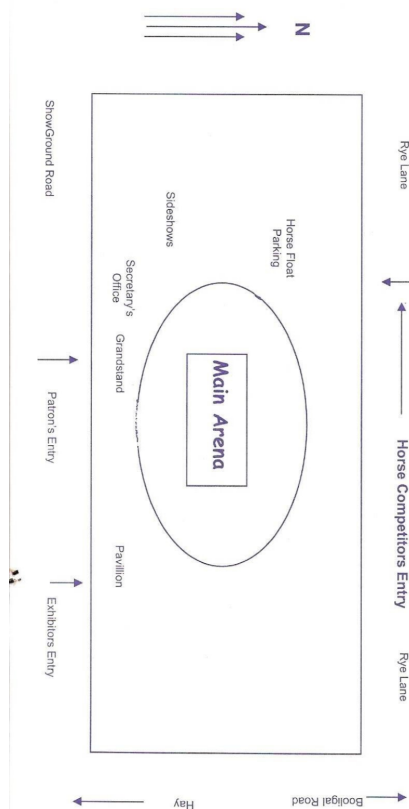 N
Rye Lane
Horse Competitors Entry
Rye Lane
Horse Float
Parking
Sideshows
Secretary's
Office
Grandstand
Main Arena
Pavillion
ShowGround Road
Patron's Entry
Exhibitors Entry
Booligal Road
Hay